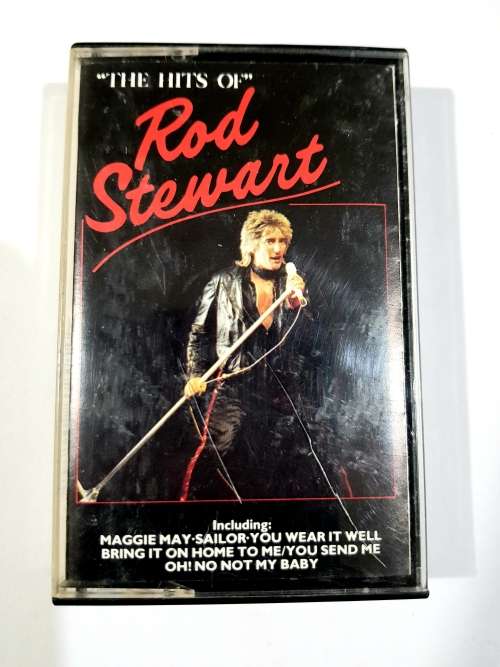 "THE HITS OF"
Rod
Stewart
Including:
MAGGIE MAY·SAILOR·YOU WEAR IT WELL
BRING IT ON HOME TO ME/YOU SEND ME
OH! NO NOT MY BABY